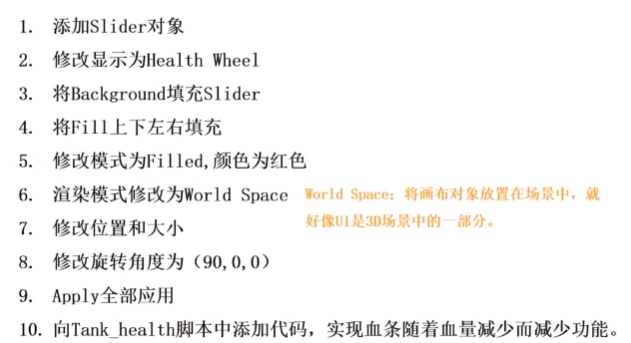 1. 添加Slider对象
2. 修改显示为Health Wheel
3. 将Background填充Slider
4. 将Fill上下左右填充
5. 修改模式为Filled,颜色为红色
6. 渲染模式修改为World Space
World Space：将画布对象放置在场景中，就
好像UI是3D场景中的一部分。
7. 修改位置和大小
8. 修改旋转角度为（90,0,0）
9. Apply全部应用
10. 向Tank_health脚本中添加代码，实现血条随着血量减少而减少功能。